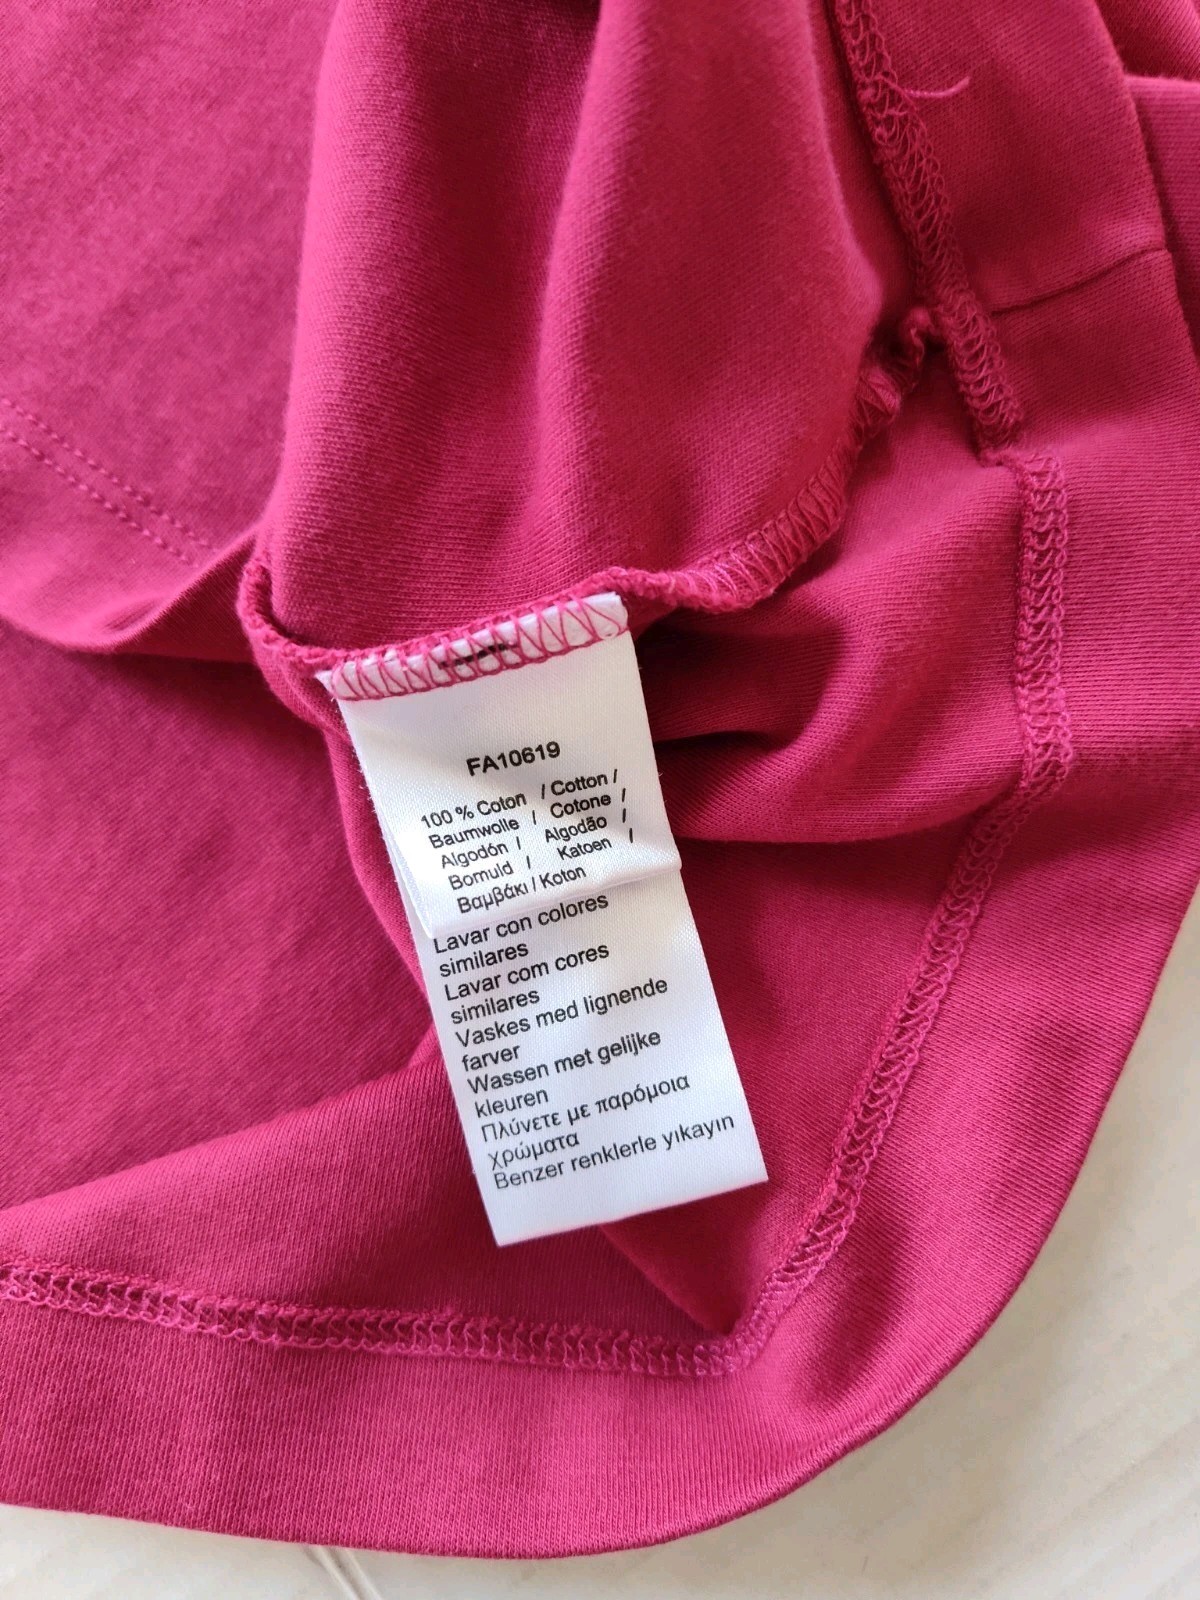 FA10619
100 % Coton / Cotton /
Baumwolle / Cotone /
Algodón / Algodão /
Bomuld / Katoen /
Βαμβάκι / Koton
Lavar con colores
similares
Lavar com cores
similares
Vaskes med lignende
farver
Wassen met gelijke
kleuren
Πλύνετε με παρόμοια
χρώματα
Benzer renklerle yıkayın